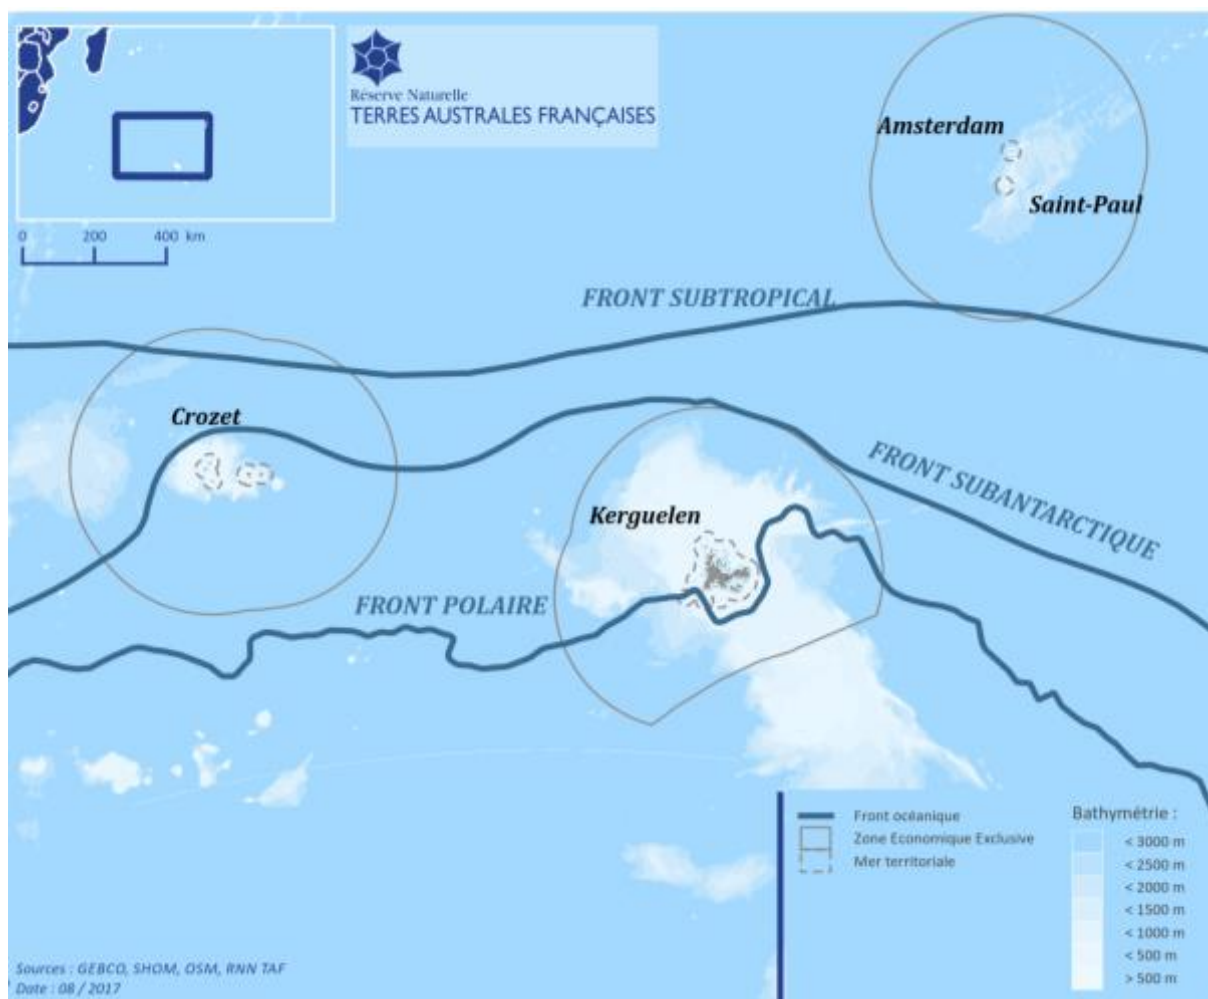 Réserve Naturelle
TERRES AUSTRALES FRANÇAISES
Amsterdam
Saint-Paul
0 200 400 km
FRONT SUBTROPICAL
Crozet
FRONT SUBANTARCTIQUE
Kerguelen
FRONT POLAIRE
Front océanique
Zone Economique Exclusive
Mer territoriale
Bathymétrie :
< 3000 m
< 2500 m
< 2000 m
< 1500 m
< 1000 m
< 500 m
> 500 m
Sources : GEBCO, SHOM, OSM, RNN TAF
Date : 08 / 2017